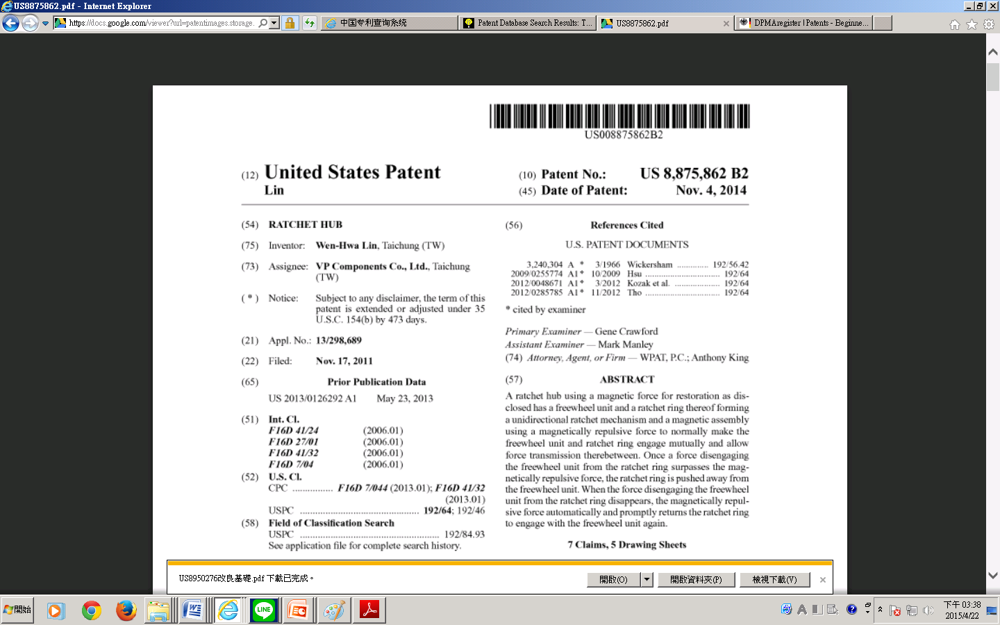 US8875862.pdf - Internet Explorer
https://docs.google.com/viewer?url=patentimages.storage.
中国专利查询系统
Patent Database Search Results: T...
US8875862.pdf
DPMAregister | Patents - Beginne...
US008875862B2
(12) United States Patent
Lin
(10) Patent No.: US 8,875,862 B2
(45) Date of Patent: Nov. 4, 2014
(54) RATCHET HUB
(75) Inventor: Wen-Hwa Lin, Taichung (TW)
(73) Assignee: VP Components Co., Ltd., Taichung
(TW)
( * ) Notice: Subject to any disclaimer, the term of this
patent is extended or adjusted under 35
U.S.C. 154(b) by 473 days.
(21) Appl. No.: 13/298,689
(22) Filed: Nov. 17, 2011
(65) Prior Publication Data
US 2013/0126292 A1 May 23, 2013
(51) Int. Cl.
F16D 41/24 (2006.01)
F16D 27/01 (2006.01)
F16D 41/32 (2006.01)
F16D 7/04 (2006.01)
(52) U.S. Cl.
CPC ................ F16D 7/044 (2013.01); F16D 41/32
(2013.01)
USPC ............................................... 192/64; 192/46
(58) Field of Classification Search
USPC ....................................................... 192/84.93
See application file for complete search history.
(56) References Cited
U.S. PATENT DOCUMENTS
3,240,304 A * 3/1966 Wickersham ............. 192/56.42
2009/0255774 A1* 10/2009 Hsu ............................... 192/64
2012/0048671 A1* 3/2012 Kozak et al. .................. 192/64
2012/0285785 A1* 11/2012 Tho ............................... 192/64
* cited by examiner
Primary Examiner — Gene Crawford
Assistant Examiner — Mark Manley
(74) Attorney, Agent, or Firm — WPAT, P.C.; Anthony King
(57) ABSTRACT
A ratchet hub using a magnetic force for restoration as dis-
closed has a freewheel unit and a ratchet ring thereof forming
a unidirectional ratchet mechanism and a magnetic assembly
using a magnetically repulsive force to normally make the
freewheel unit and ratchet ring engage mutually and allow
force transmission therebetween. Once a force disengaging
the freewheel unit from the ratchet ring surpasses the mag-
netically repulsive force, the ratchet ring is pushed away from
the freewheel unit. When the force disengaging the freewheel
unit from the ratchet ring disappears, the magnetically repul-
sive force automatically and promptly returns the ratchet ring
to engage with the freewheel unit again.
7 Claims, 5 Drawing Sheets
US8950276改良基礎.pdf 下載已完成。
開啟(O)
開啟資料夾(P)
檢視下載(V)
開始
LINE
下午 03:38
2015/4/22